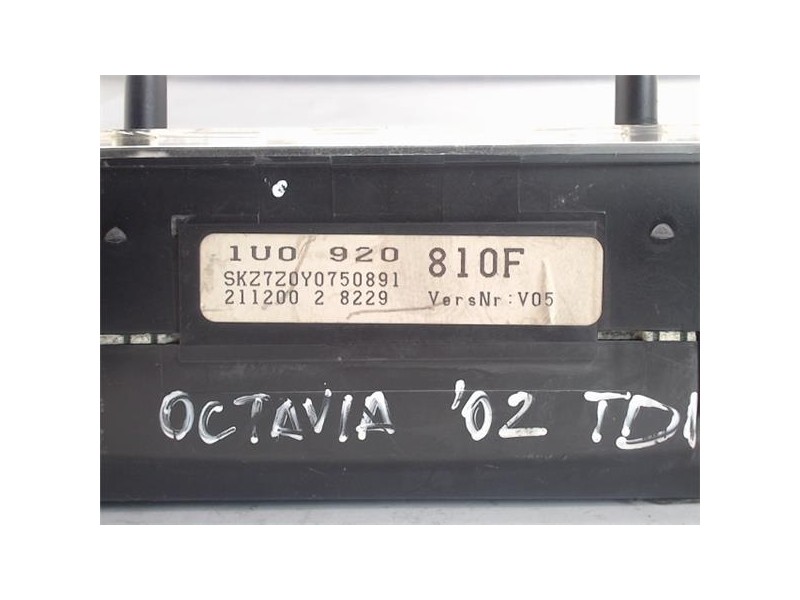 1U0 920 810F
SKZ7Z0Y0750891
211200 2 8229 VersNr:V05
OCTAVIA '02 TDI